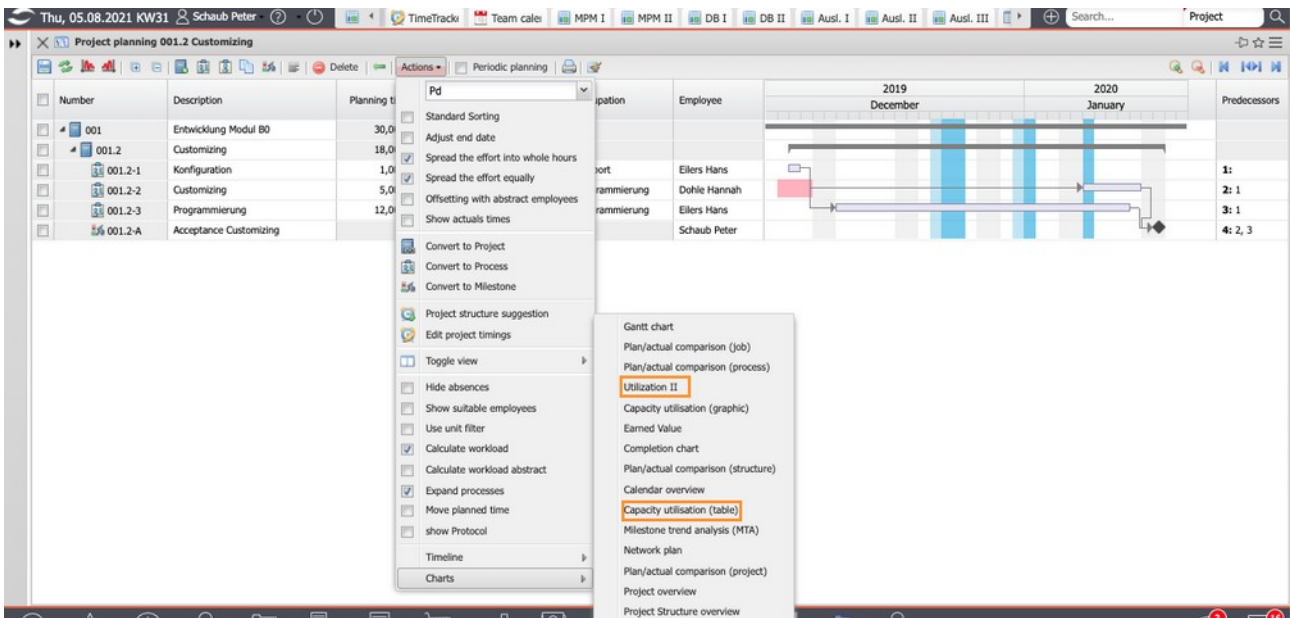 Thu, 05.08.2021 KW31 Schaub Peter TimeTracki Team caler MPM I MPM II DB I DB II Ausl. I Ausl. II Ausl. III Search... Project
Project planning 001.2 Customizing
Delete Actions Periodic planning
Number Description Planning ti upation Employee 2019 December 2020 January Predecessors
001 Entwicklung Modul B0 30,0
001.2 Customizing 18,0
001.2-1 Konfiguration 1,0 port Eilers Hans 1:
001.2-2 Customizing 5,0 rammierung Dohle Hannah 2: 1
001.2-3 Programmierung 12,0 rammierung Eilers Hans 3: 1
001.2-A Acceptance Customizing Schaub Peter 4: 2, 3
Pd
Standard Sorting
Adjust end date
Spread the effort into whole hours
Spread the effort equally
Offsetting with abstract employees
Show actuals times
Convert to Project
Convert to Process
Convert to Milestone
Project structure suggestion
Edit project timings
Toggle view
Hide absences
Show suitable employees
Use unit filter
Calculate workload
Calculate workload abstract
Expand processes
Move planned time
show Protocol
Timeline
Charts
Gantt chart
Plan/actual comparison (job)
Plan/actual comparison (process)
Utilization II
Capacity utilisation (graphic)
Earned Value
Completion chart
Plan/actual comparison (structure)
Calendar overview
Capacity utilisation (table)
Milestone trend analysis (MTA)
Network plan
Plan/actual comparison (project)
Project overview
Project Structure overview